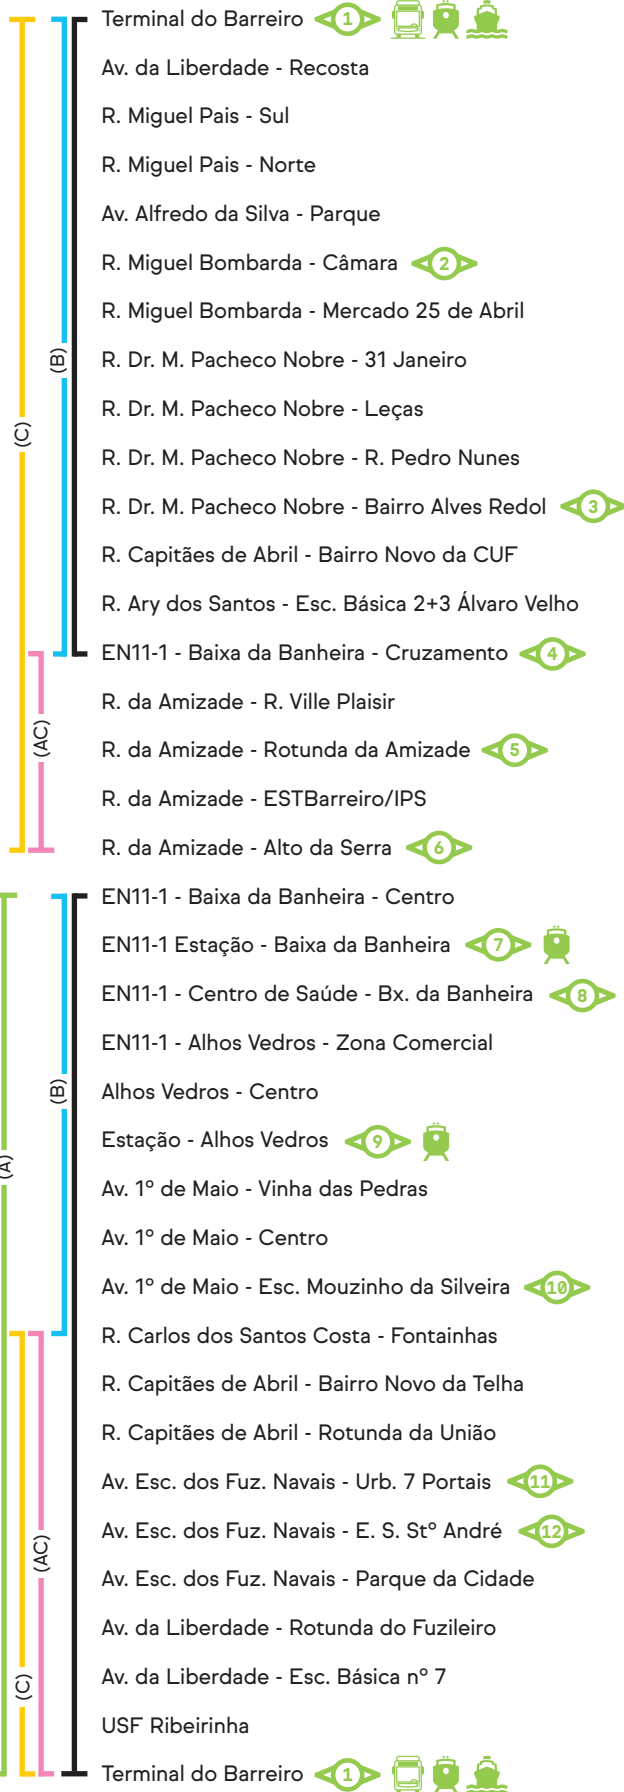 Terminal do Barreiro 1
Av. da Liberdade - Recosta
R. Miguel Pais - Sul
R. Miguel Pais - Norte
Av. Alfredo da Silva - Parque
R. Miguel Bombarda - Câmara 2
R. Miguel Bombarda - Mercado 25 de Abril
(B)
R. Dr. M. Pacheco Nobre - 31 Janeiro
R. Dr. M. Pacheco Nobre - Leças
(C)
R. Dr. M. Pacheco Nobre - R. Pedro Nunes
R. Dr. M. Pacheco Nobre - Bairro Alves Redol 3
R. Capitães de Abril - Bairro Novo da CUF
R. Ary dos Santos - Esc. Básica 2+3 Álvaro Velho
EN11-1 - Baixa da Banheira - Cruzamento 4
R. da Amizade - R. Ville Plaisir
(AC)
R. da Amizade - Rotunda da Amizade 5
R. da Amizade - ESTBarreiro/IPS
R. da Amizade - Alto da Serra 6
EN11-1 - Baixa da Banheira - Centro
EN11-1 Estação - Baixa da Banheira 7
EN11-1 - Centro de Saúde - Bx. da Banheira 8
EN11-1 - Alhos Vedros - Zona Comercial
(B)
Alhos Vedros - Centro
Estação - Alhos Vedros 9
(A)
Av. 1º de Maio - Vinha das Pedras
Av. 1º de Maio - Centro
Av. 1º de Maio - Esc. Mouzinho da Silveira 10
R. Carlos dos Santos Costa - Fontainhas
R. Capitães de Abril - Bairro Novo da Telha
R. Capitães de Abril - Rotunda da União
Av. Esc. dos Fuz. Navais - Urb. 7 Portais 11
Av. Esc. dos Fuz. Navais - E. S. Stº André 12
(AC)
Av. Esc. dos Fuz. Navais - Parque da Cidade
Av. da Liberdade - Rotunda do Fuzileiro
Av. da Liberdade - Esc. Básica nº 7
(C)
USF Ribeirinha
Terminal do Barreiro 1